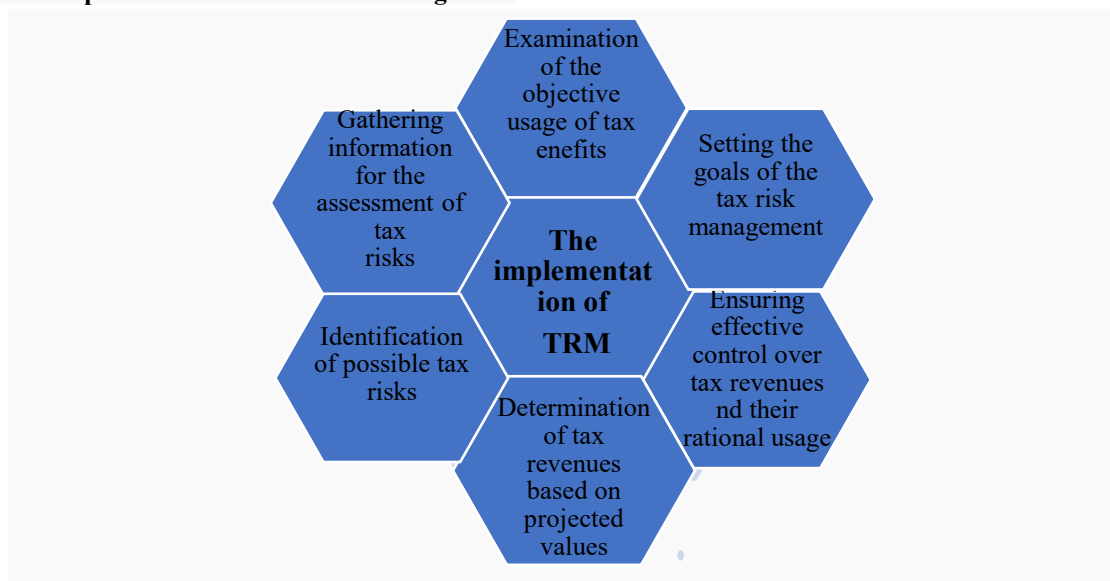 Examination
of the
objective
usage of tax
enefits
Gathering
information
for the
assessment of
tax
risks
Setting the
goals of the
tax risk
management
The
implementat
ion of
TRM
Identification
of possible tax
risks
Ensuring
effective
control over
tax revenues
nd their
rational usage
Determination
of tax
revenues
based on
projected
values